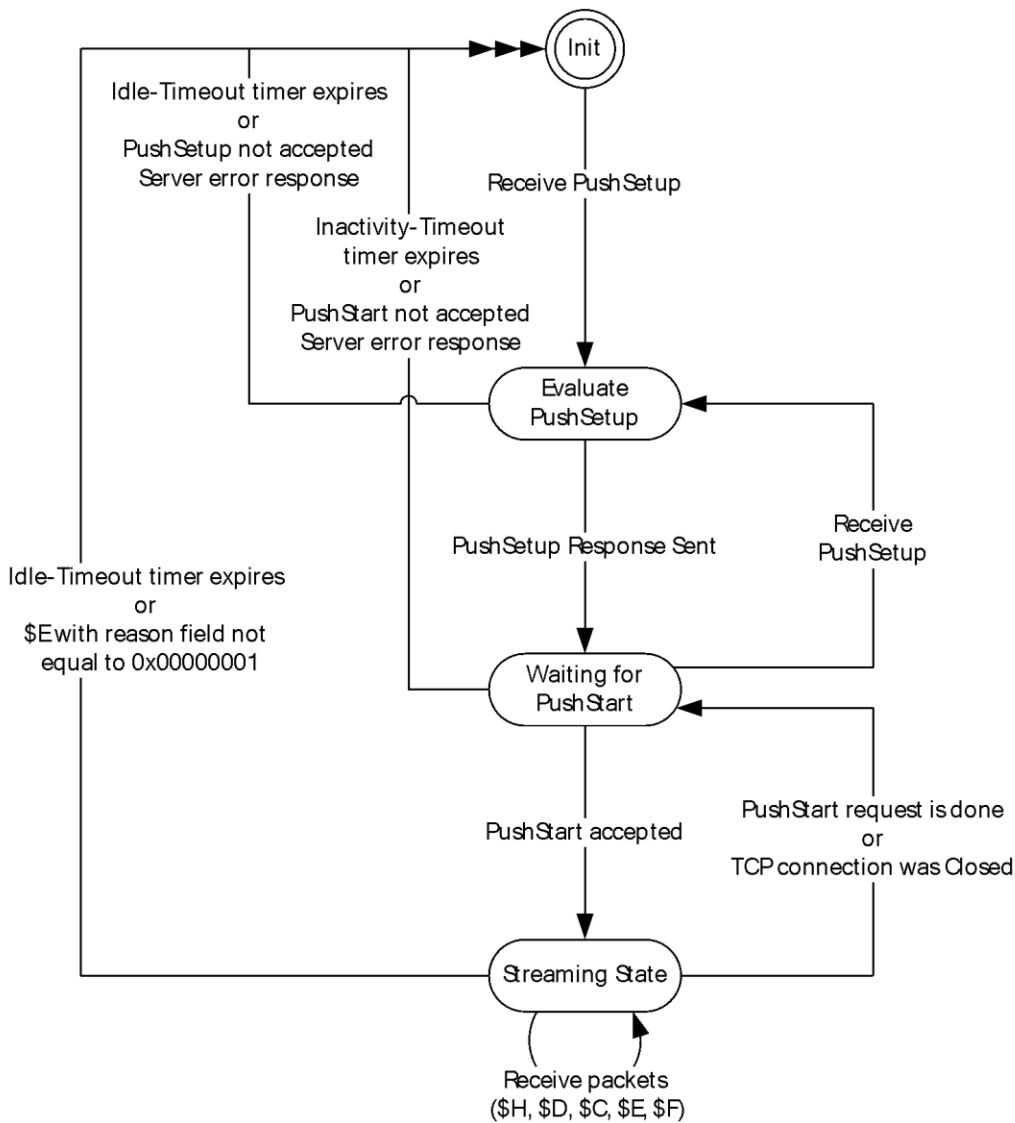 Init
Idle-Timeout timer expires
or
PushSetup not accepted
Server error response
Receive PushSetup
Inactivity-Timeout
timer expires
or
PushStart not accepted
Server error response
Evaluate
PushSetup
PushSetup Response Sent
Receive
PushSetup
Idle-Timeout timer expires
or
$E with reason field not
equal to 0x00000001
Waiting for
PushStart
PushStart accepted
PushStart request is done
or
TCP connection was Closed
Streaming State
Receive packets
($H, $D, $C, $E, $F)